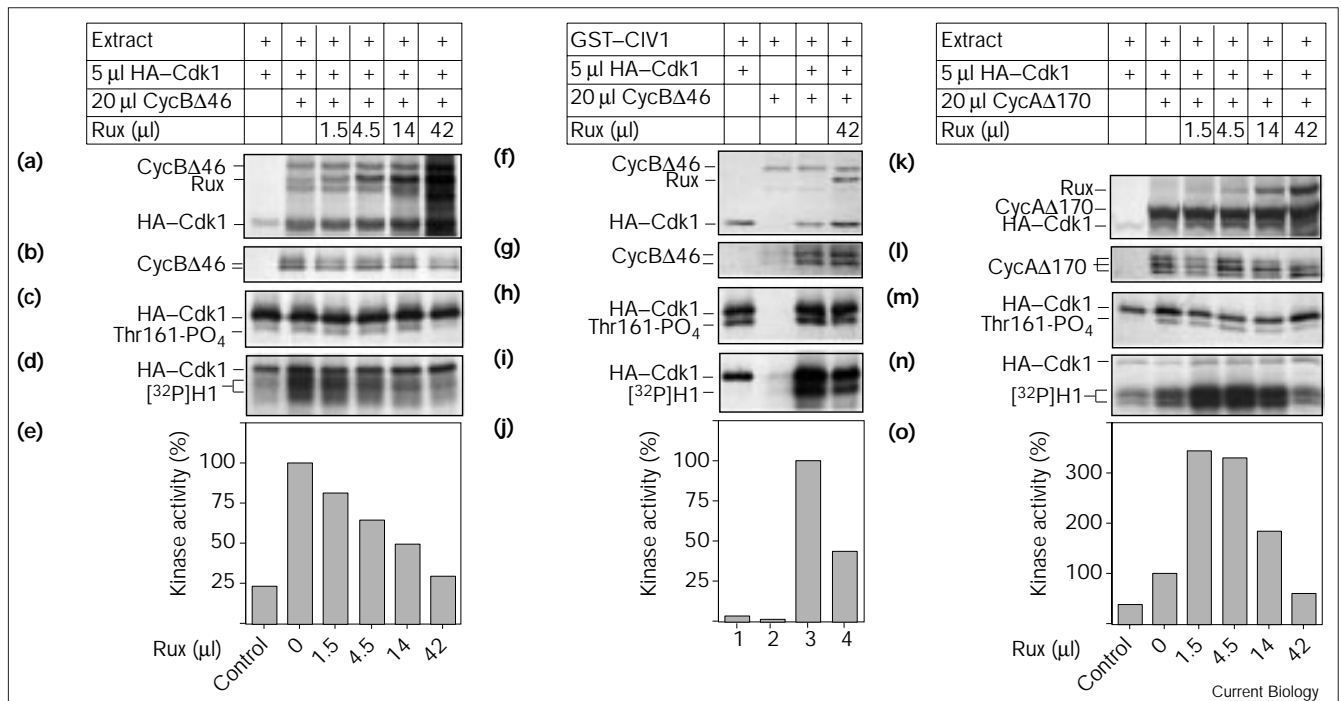 Extract + + + + + +
5 µl HA–Cdk1 + + + + + +
20 µl CycBΔ46 + + + + +
Rux (µl) 1.5 4.5 14 42
(a)
CycBΔ46
Rux
HA–Cdk1
(b)
CycBΔ46
(c)
HA–Cdk1
Thr161-PO4
(d)
HA–Cdk1
[32P]H1
(e)
Kinase activity (%)
100
75
50
25
Rux (µl)
Control 0 1.5 4.5 14 42
GST–CIV1 + + + +
5 µl HA–Cdk1 + + +
20 µl CycBΔ46 + + +
Rux (µl) 42
(f)
CycBΔ46
Rux
HA–Cdk1
(g)
CycBΔ46
(h)
HA–Cdk1
Thr161-PO4
(i)
HA–Cdk1
[32P]H1
(j)
Kinase activity (%)
100
75
50
25
1 2 3 4
Extract + + + + + +
5 µl HA–Cdk1 + + + + + +
20 µl CycAΔ170 + + + + +
Rux (µl) 1.5 4.5 14 42
(k)
Rux
CycAΔ170
HA–Cdk1
(l)
CycAΔ170
(m)
HA–Cdk1
Thr161-PO4
(n)
HA–Cdk1
[32P]H1
(o)
Kinase activity (%)
300
200
100
Rux (µl)
Control 0 1.5 4.5 14 42
Current Biology